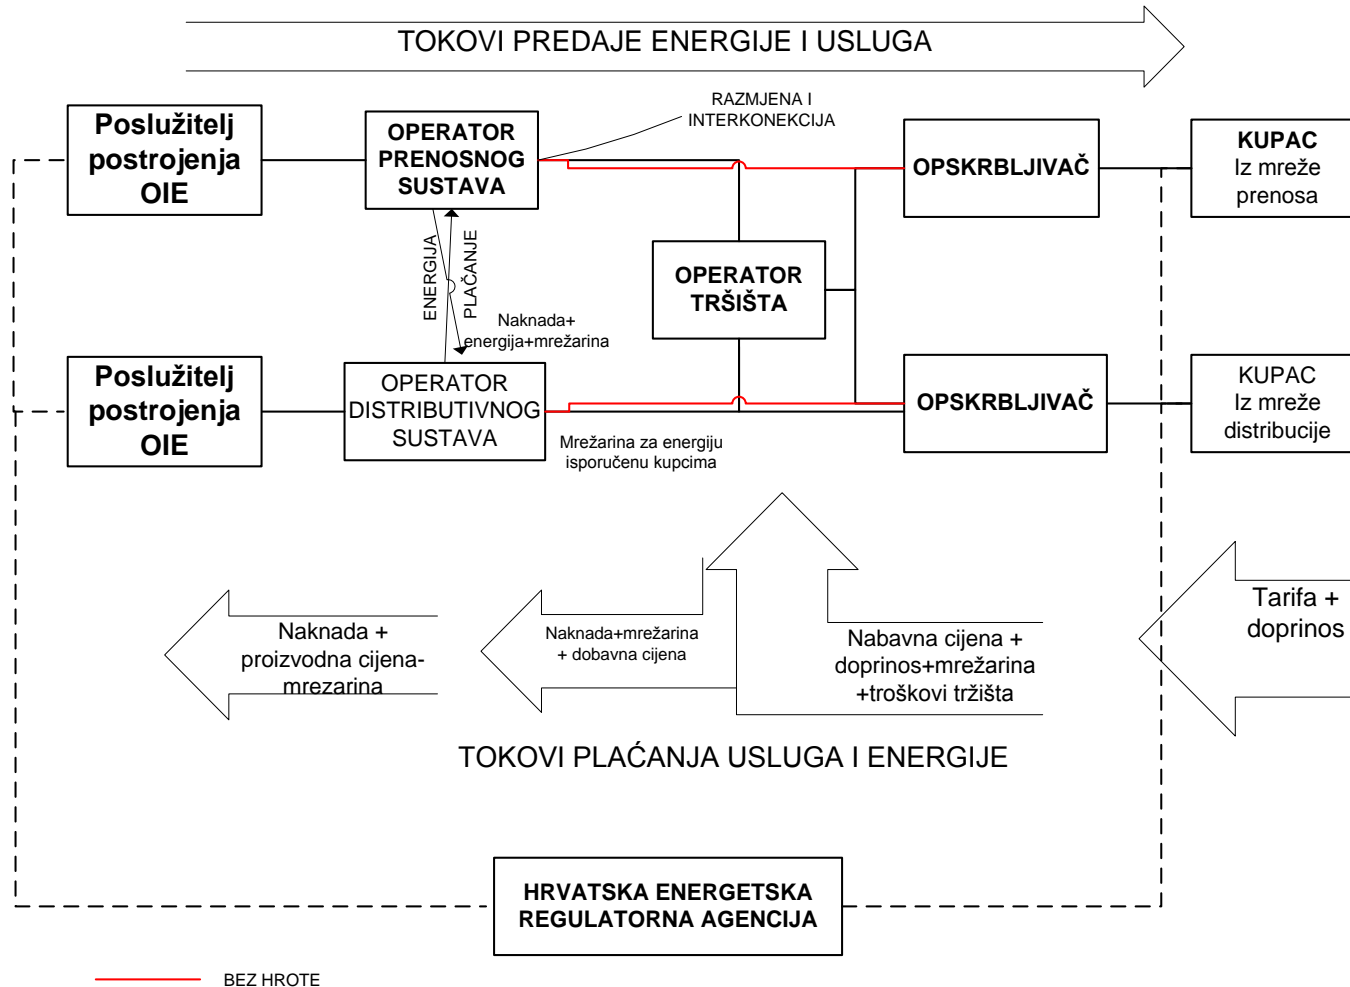 TOKOVI PREDAJE ENERGIJE I USLUGA
RAZMJENA I
INTERKONEKCIJA
Poslužitelj
postrojenja
OIE
OPERATOR
PRENOSNOG
SUSTAVA
OPSKRBLJIVAČ
KUPAC
Iz mreže
prenosa
ENERGIJA
PLAČANJE
OPERATOR
TRŠIŠTA
Naknada+
energija+mrežarina
Poslužitelj
postrojenja
OIE
OPERATOR
DISTRIBUTIVNOG
SUSTAVA
OPSKRBLJIVAČ
KUPAC
Iz mreže
distribucije
Mrežarina za energiju
isporučenu kupcima
Naknada +
proizvodna cijena-
mrezarina
Naknada+mrežarina
+ dobavna cijena
Nabavna cijena +
doprinos+mrežarina
+troškovi tržišta
Tarifa +
doprinos
TOKOVI PLAĆANJA USLUGA I ENERGIJE
HRVATSKA ENERGETSKA
REGULATORNA AGENCIJA
BEZ HROTE